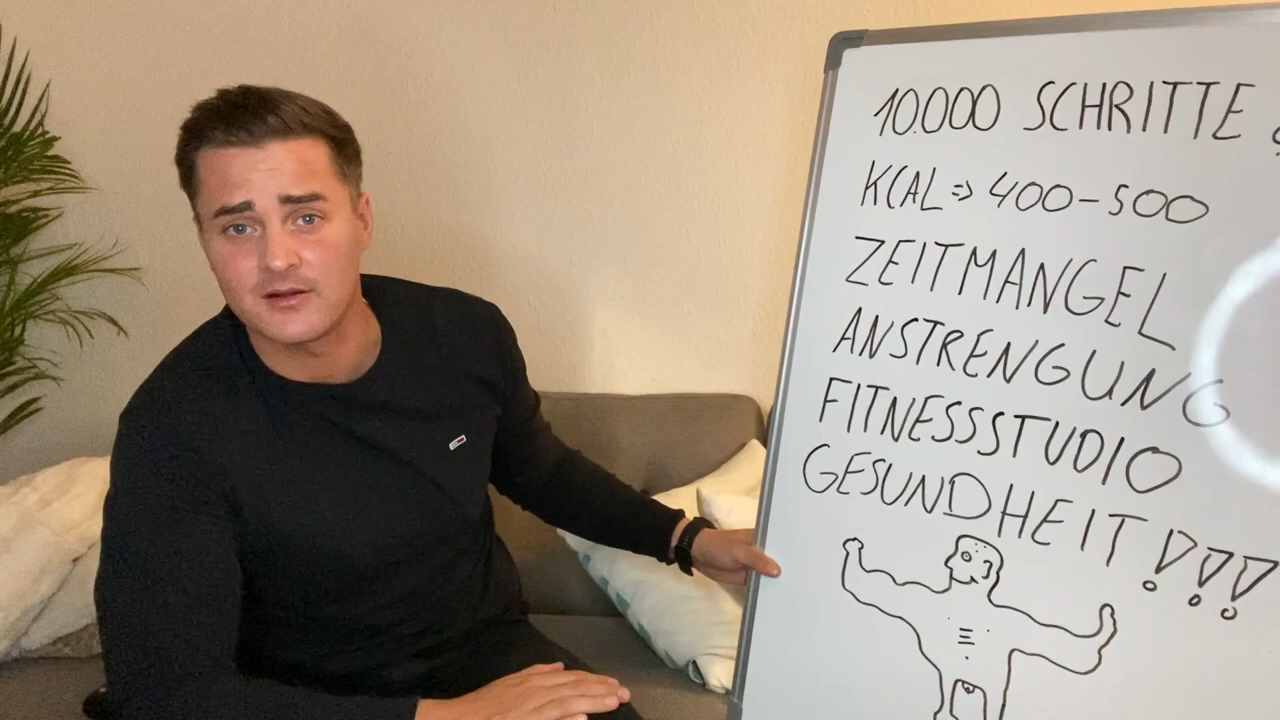 10.000 SCHRITTE
KCAL => 400-500
ZEITMANGEL
ANSTRENGUNG
FITNESSSTUDIO
GESUNDHEIT!!!